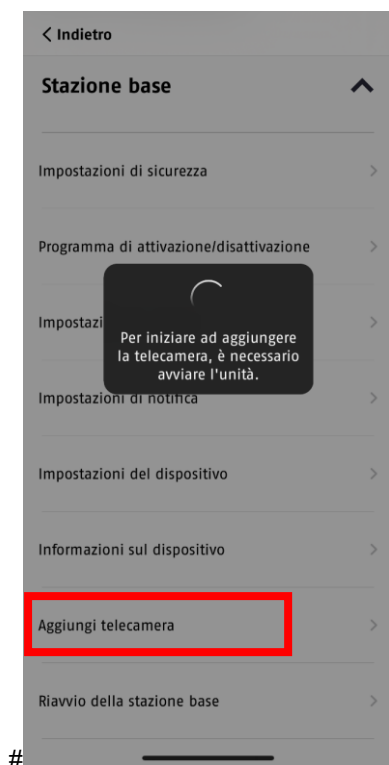 < Indietro
Stazione base
Impostazioni di sicurezza
Programma di attivazione/disattivazione
Impostazi
Per iniziare ad aggiungere
la telecamera, è necessario
avviare l'unità.
Impostazioni di notifica
Impostazioni del dispositivo
Informazioni sul dispositivo
Aggiungi telecamera
Riavvio della stazione base
#